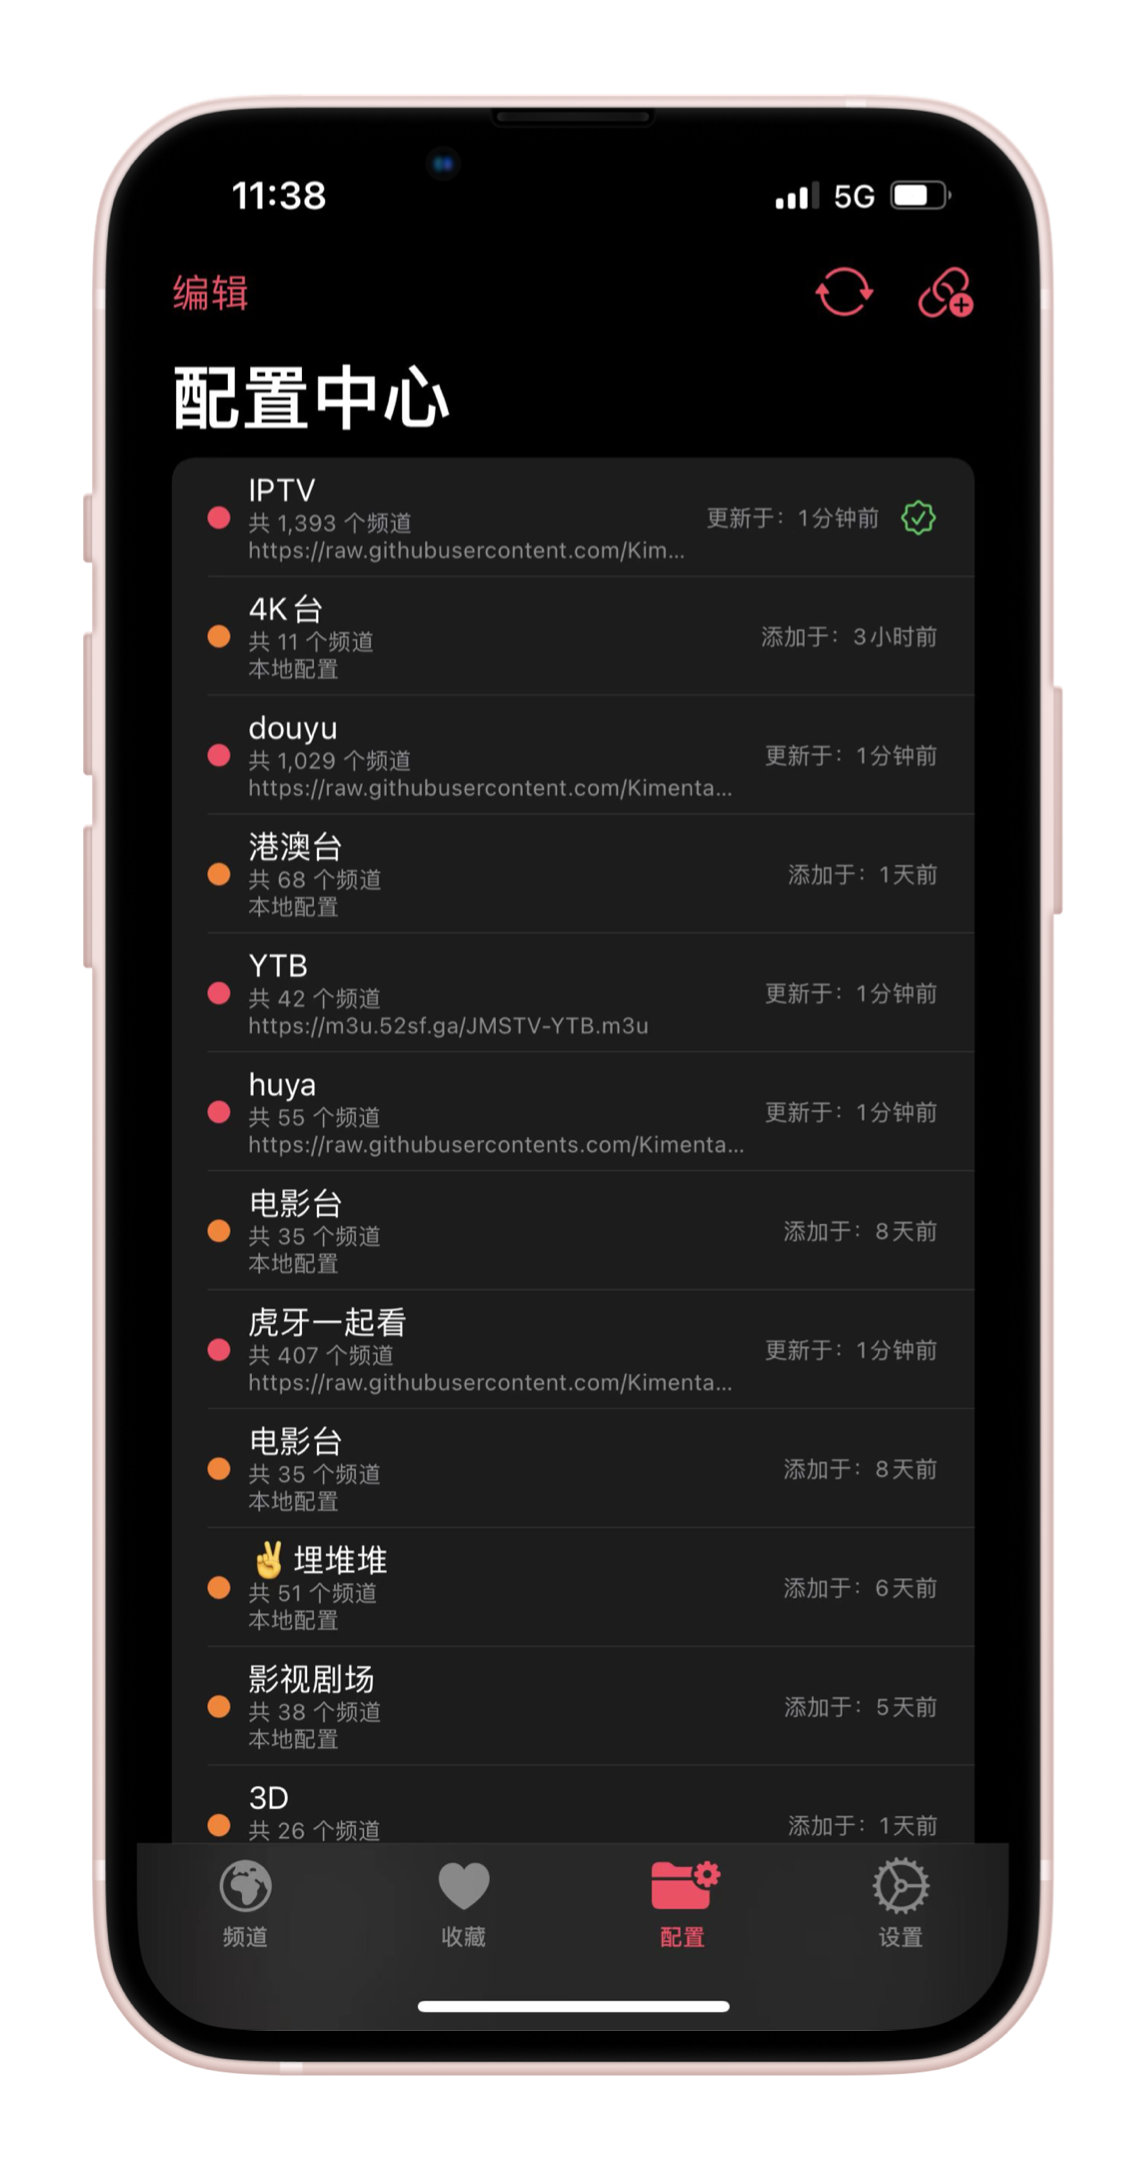 11:38
5G
编辑
配置中心
IPTV
共 1,393 个频道
https://raw.githubusercontent.com/Kim...
更新于：1分钟前
4K台
共 11 个频道
本地配置
添加于：3小时前
douyu
共 1,029 个频道
https://raw.githubusercontent.com/Kimenta...
更新于：1分钟前
港澳台
共 68 个频道
本地配置
添加于：1天前
YTB
共 42 个频道
https://m3u.52sf.ga/JMSTV-YTB.m3u
更新于：1分钟前
huya
共 55 个频道
https://raw.githubusercontents.com/Kimenta...
更新于：1分钟前
电影台
共 35 个频道
本地配置
添加于：8天前
虎牙一起看
共 407 个频道
https://raw.githubusercontent.com/Kimenta...
更新于：1分钟前
电影台
共 35 个频道
本地配置
添加于：8天前
✌️埋堆堆
共 51 个频道
本地配置
添加于：6天前
影视剧场
共 38 个频道
本地配置
添加于：5天前
3D
共 26 个频道
添加于：1天前
频道
收藏
配置
设置